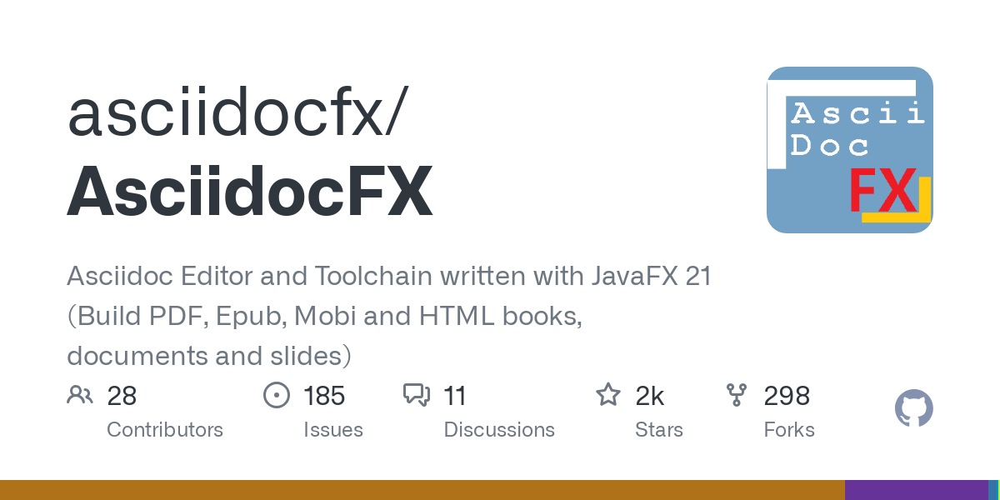 asciidocfx/
AsciidocFX
Ascii
Doc
FX
Asciidoc Editor and Toolchain written with JavaFX 21
(Build PDF, Epub, Mobi and HTML books,
documents and slides)
28
Contributors
185
Issues
11
Discussions
2k
Stars
298
Forks